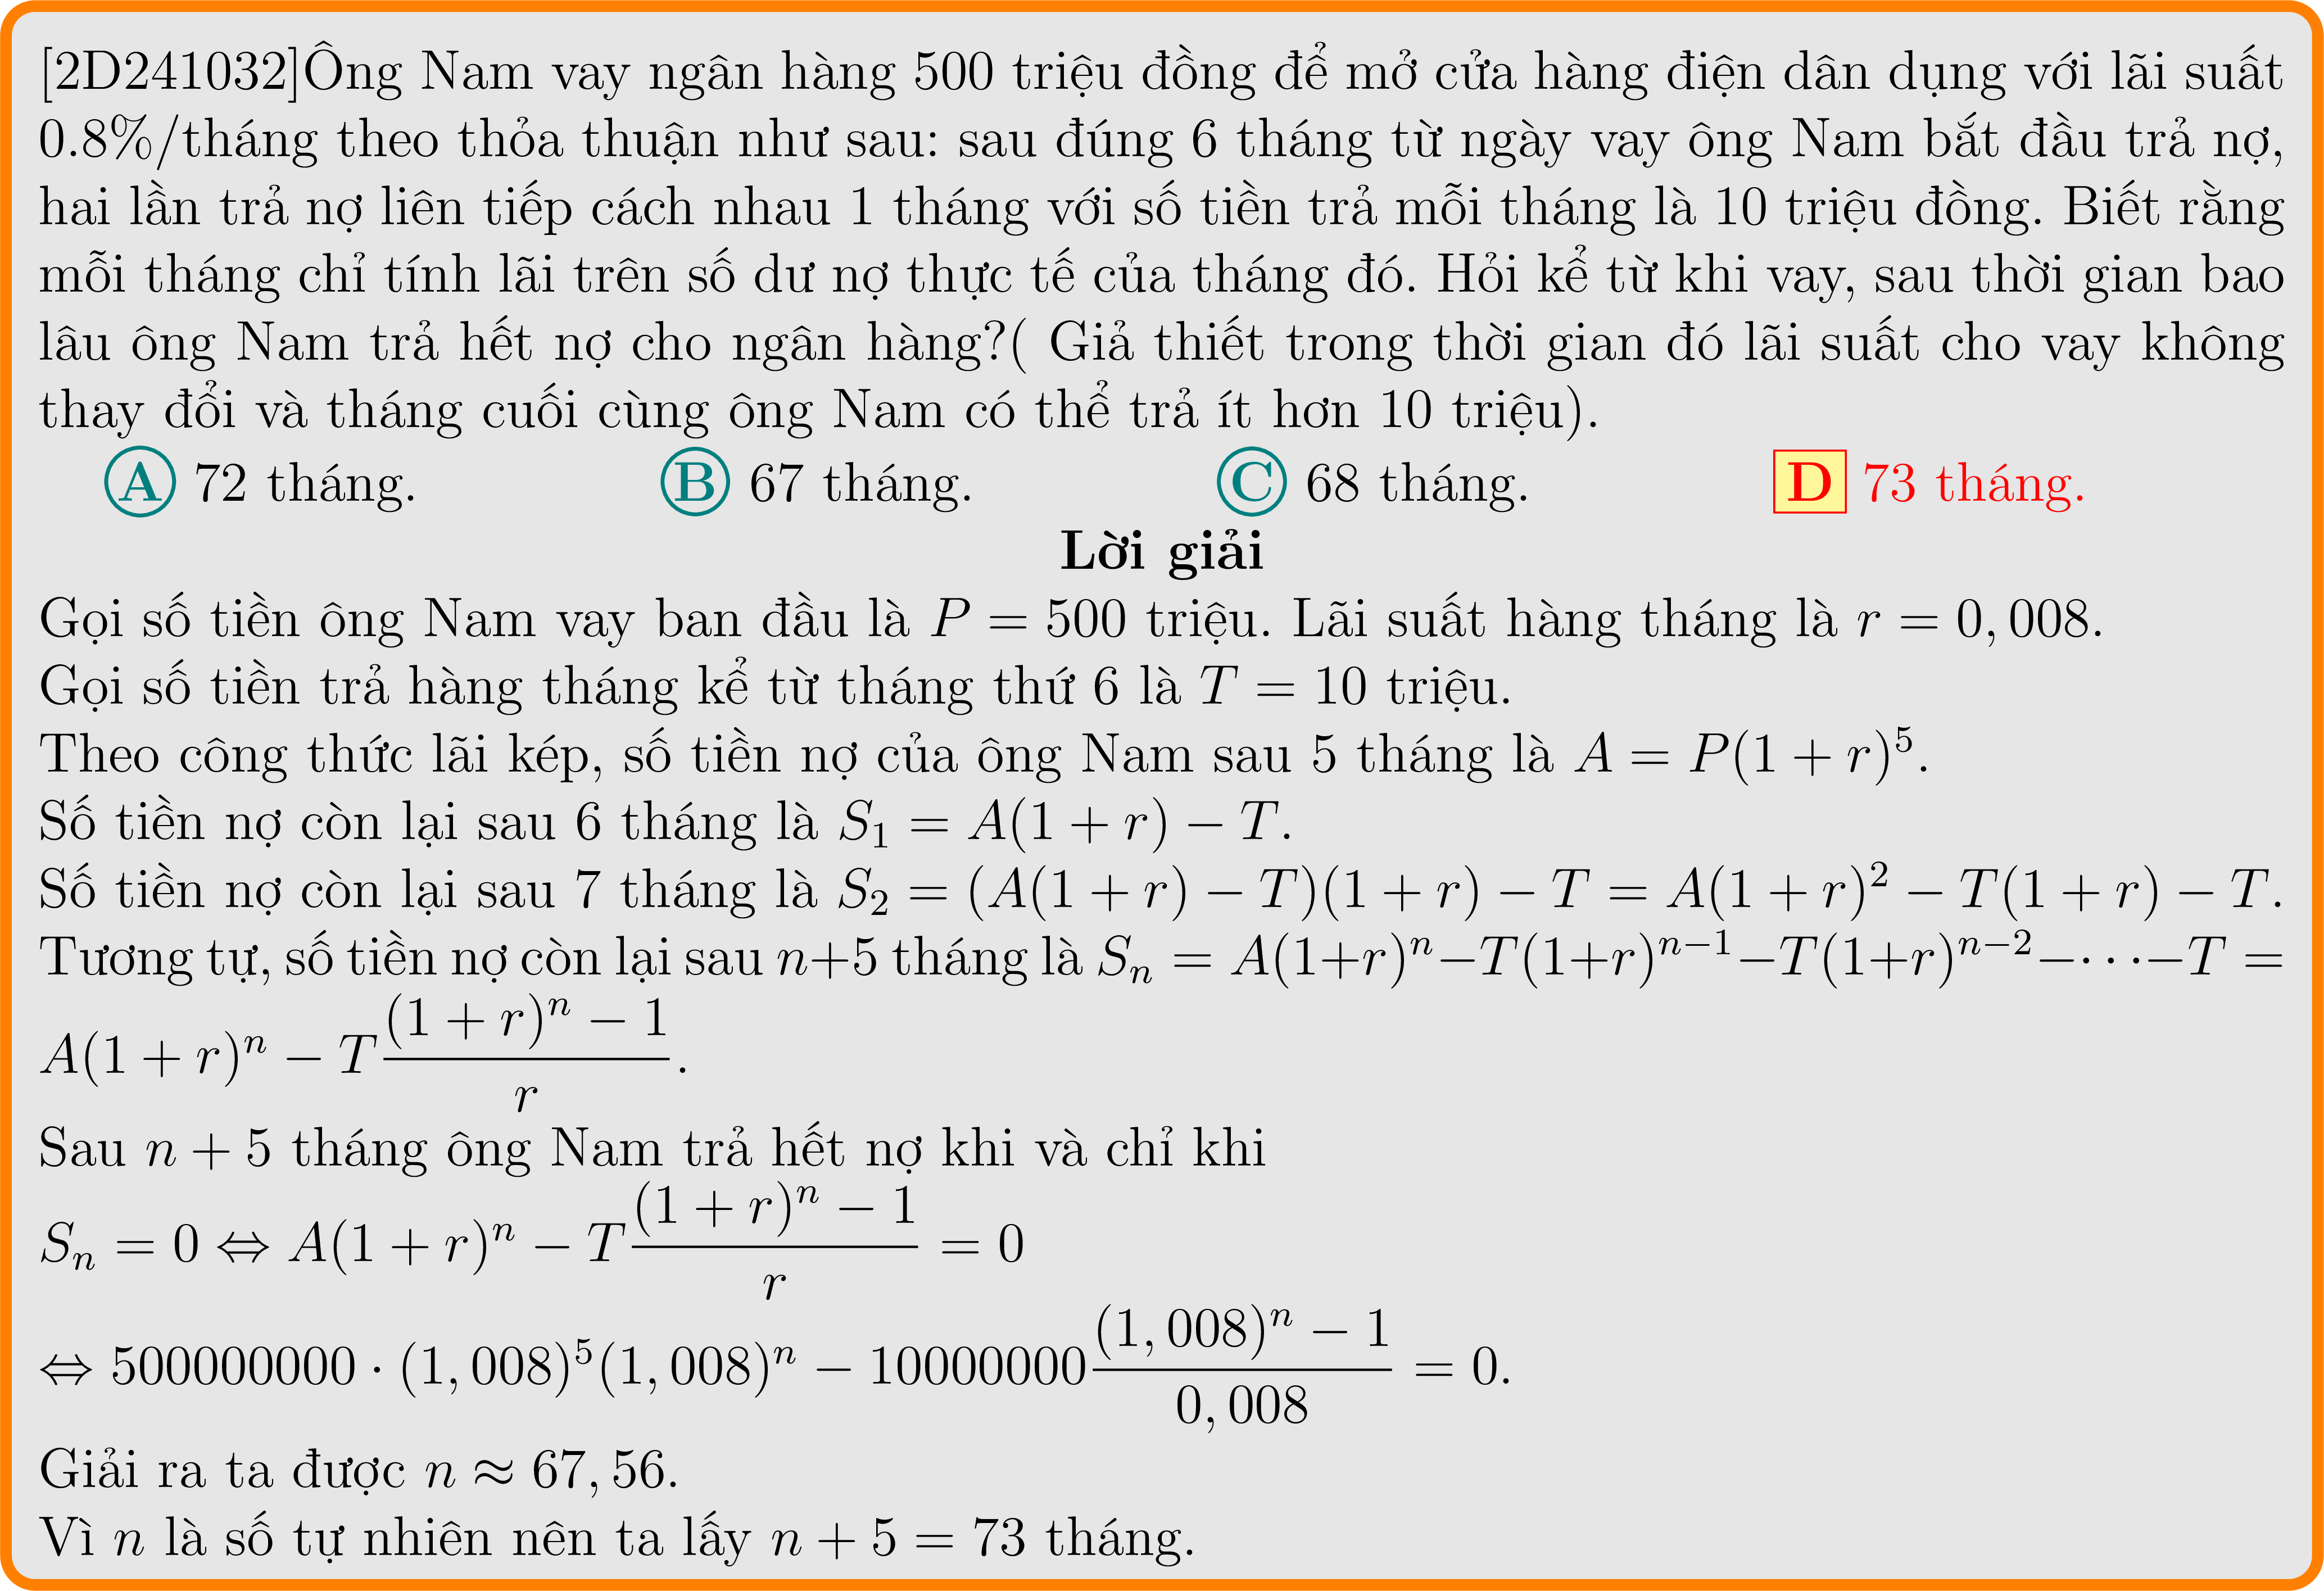 [2D241032]Ông Nam vay ngân hàng 500 triệu đồng để mở cửa hàng điện dân dụng với lãi suất
0.8%/tháng theo thỏa thuận như sau: sau đúng 6 tháng từ ngày vay ông Nam bắt đầu trả nợ,
hai lần trả nợ liên tiếp cách nhau 1 tháng với số tiền trả mỗi tháng là 10 triệu đồng. Biết rằng
mỗi tháng chỉ tính lãi trên số dư nợ thực tế của tháng đó. Hỏi kể từ khi vay, sau thời gian bao
lâu ông Nam trả hết nợ cho ngân hàng?( Giả thiết trong thời gian đó lãi suất cho vay không
thay đổi và tháng cuối cùng ông Nam có thể trả ít hơn 10 triệu).
A 72 tháng. B 67 tháng. C 68 tháng. D 73 tháng.
Lời giải
Gọi số tiền ông Nam vay ban đầu là $P = 500$ triệu. Lãi suất hàng tháng là $r = 0,008$.
Gọi số tiền trả hàng tháng kể từ tháng thứ 6 là $T = 10$ triệu.
Theo công thức lãi kép, số tiền nợ của ông Nam sau 5 tháng là $A = P(1 + r)^5$.
Số tiền nợ còn lại sau 6 tháng là $S_1 = A(1 + r) - T$.
Số tiền nợ còn lại sau 7 tháng là $S_2 = (A(1 + r) - T)(1 + r) - T = A(1 + r)^2 - T(1 + r) - T$.
Tương tự, số tiền nợ còn lại sau $n+5$ tháng là $S_n = A(1+r)^n - T(1+r)^{n-1} - T(1+r)^{n-2} - \cdots - T =$
$A(1 + r)^n - T\frac{(1 + r)^n - 1}{r}$.
Sau $n + 5$ tháng ông Nam trả hết nợ khi và chỉ khi
$S_n = 0 \Leftrightarrow A(1 + r)^n - T\frac{(1 + r)^n - 1}{r} = 0$
$\Leftrightarrow 500000000 \cdot (1,008)^5(1,008)^n - 10000000\frac{(1,008)^n - 1}{0,008} = 0$.
Giải ra ta được $n \approx 67,56$.
Vì $n$ là số tự nhiên nên ta lấy $n + 5 = 73$ tháng.